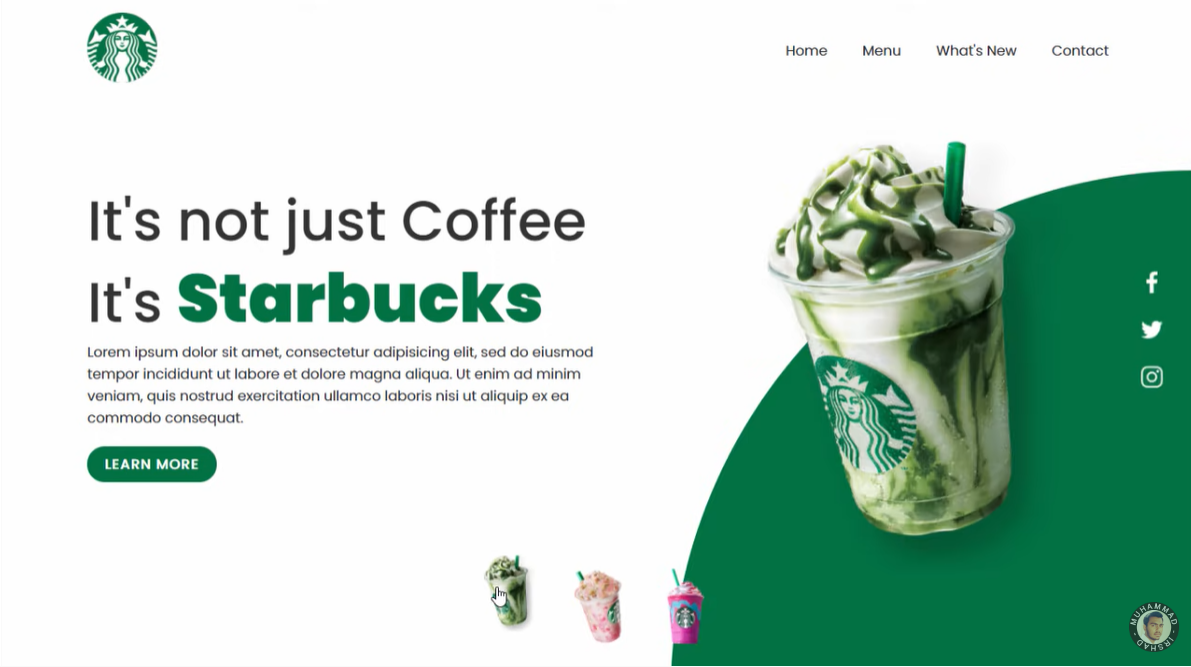 Home Menu What's New Contact
It's not just Coffee
It's Starbucks
Lorem ipsum dolor sit amet, consectetur adipisicing elit, sed do eiusmod
tempor incididunt ut labore et dolore magna aliqua. Ut enim ad minim
veniam, quis nostrud exercitation ullamco laboris nisi ut aliquip ex ea
commodo consequat.
LEARN MORE
MUHAMMAD
IRSHAD